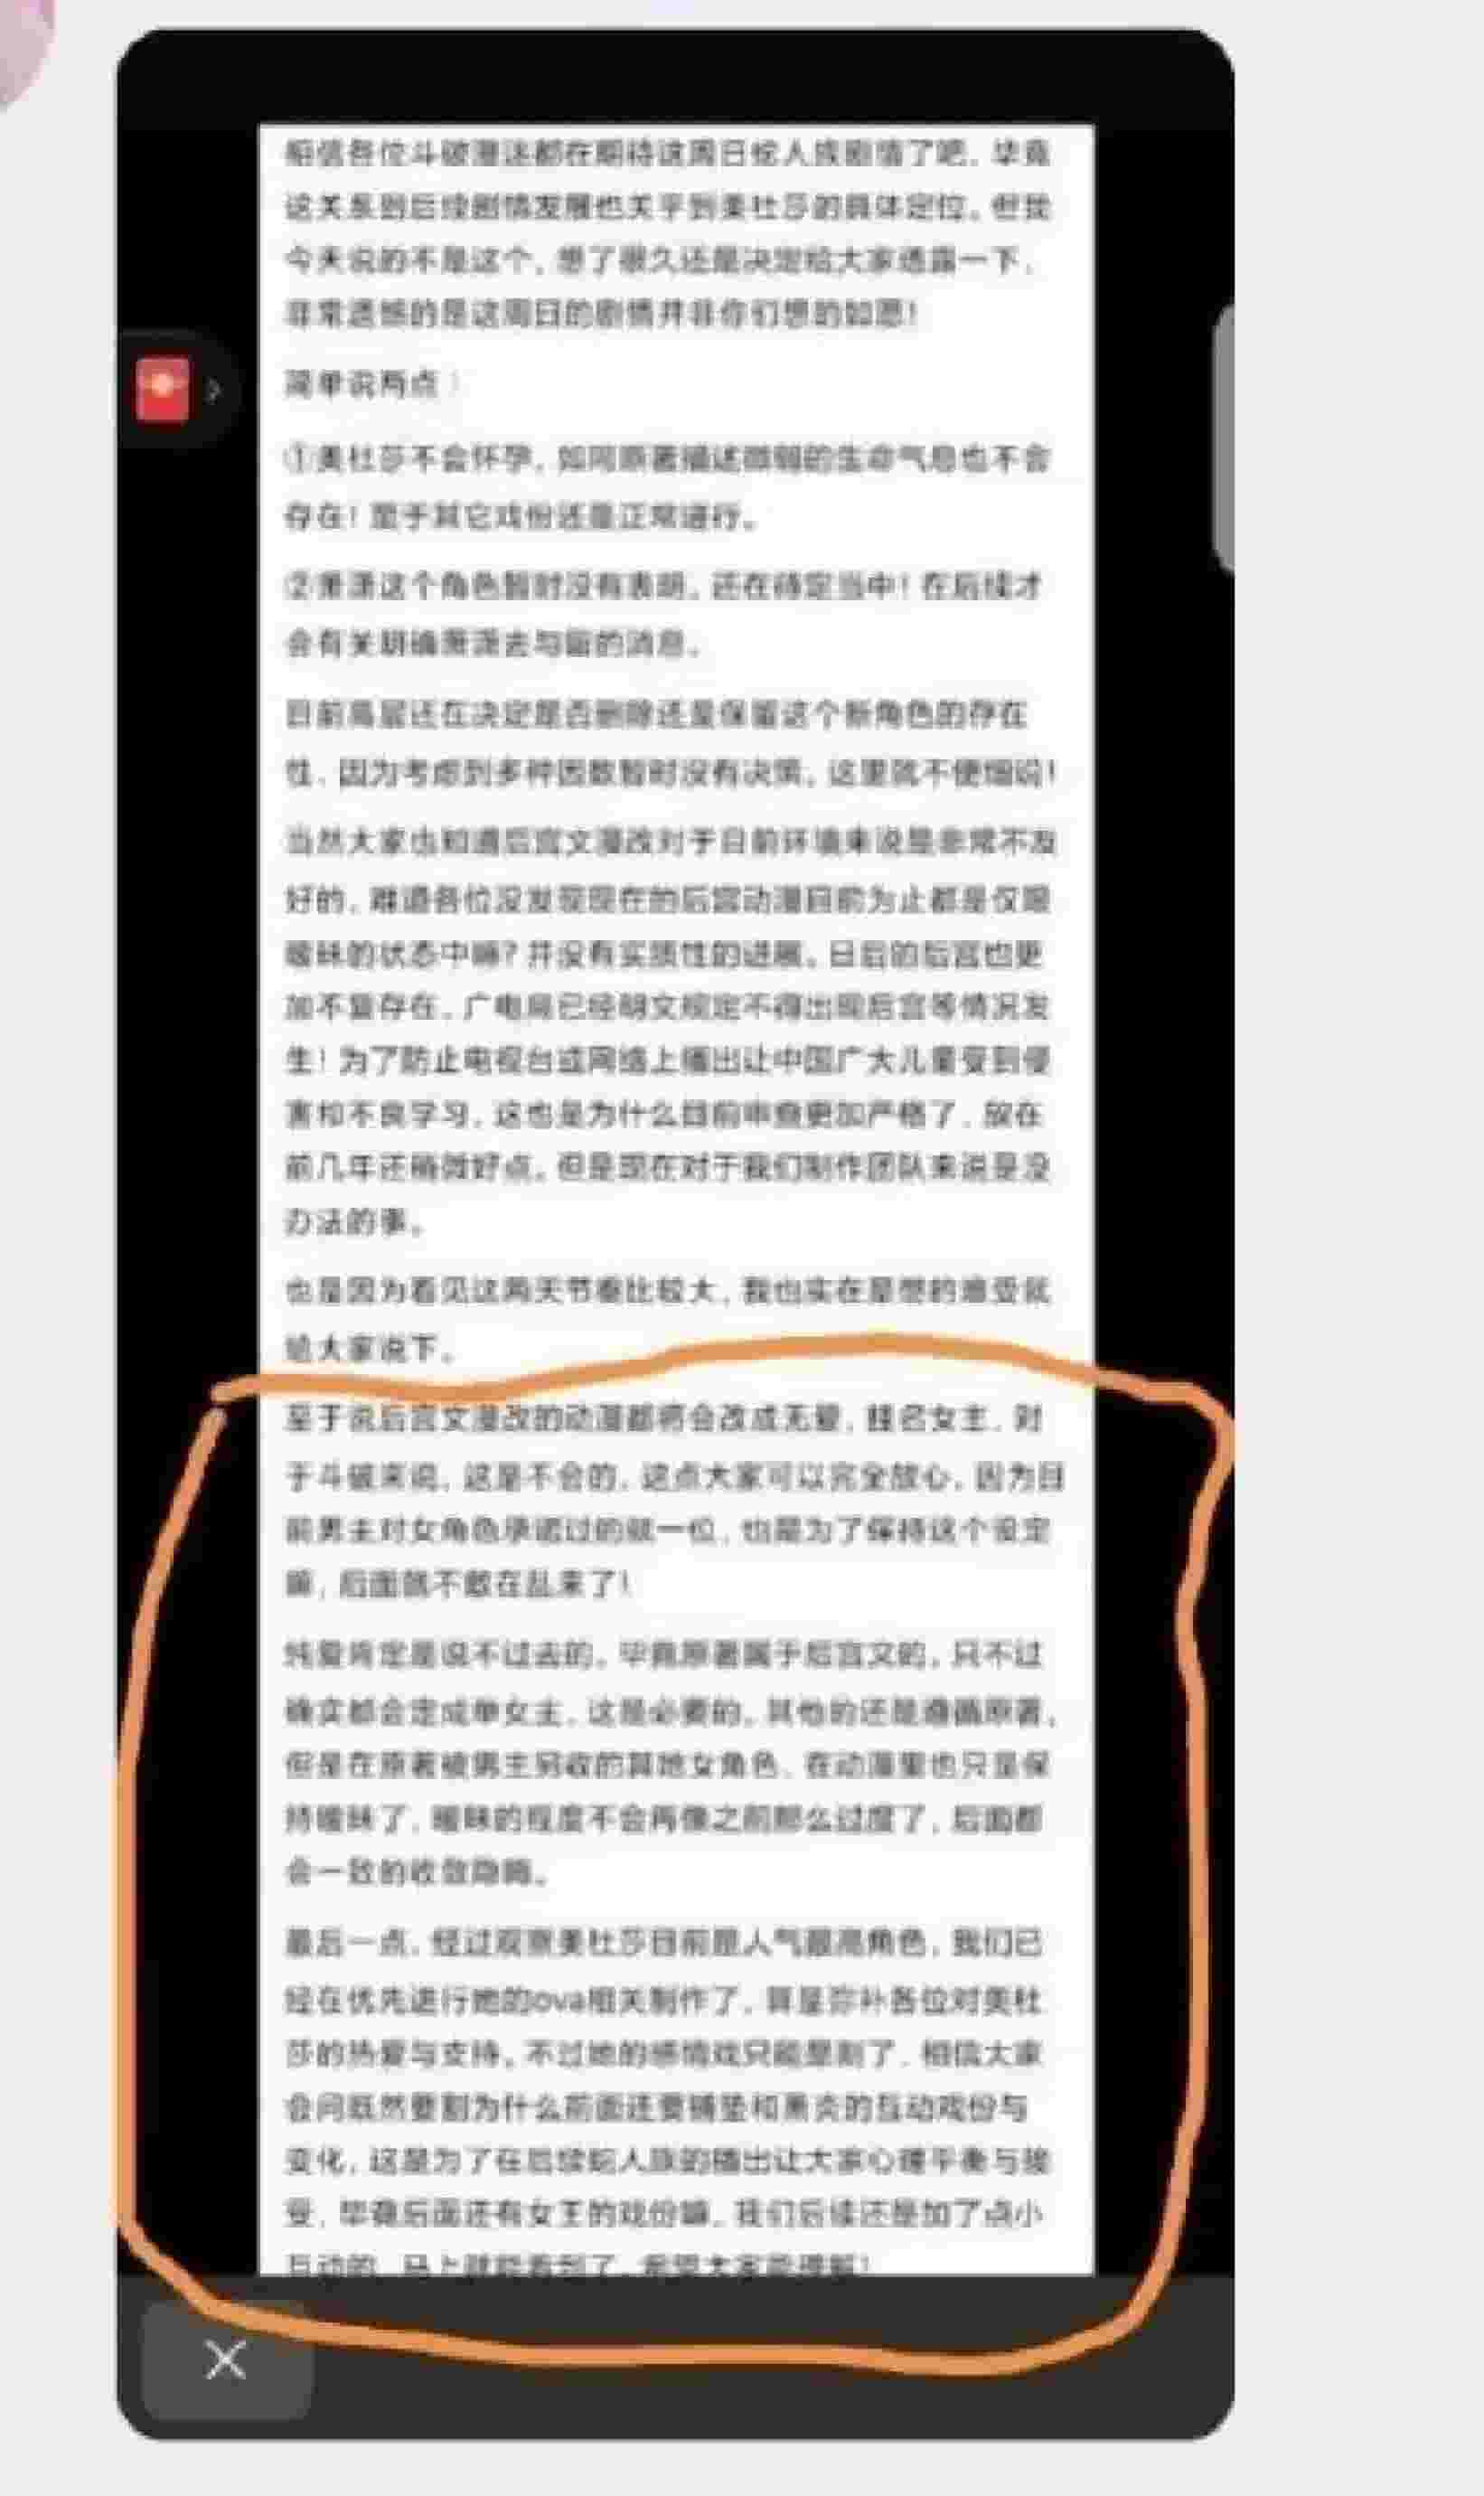 相信各位斗破漫迷都在期待这周日蛇人族剧情了吧，毕竟
这关系到后续剧情发展也关乎到美杜莎的具体定位，但我
今天说的不是这个，想了很久还是决定给大家透露一下，
非常遗憾的是这周日的剧情并非你们想的如愿！
简单说两点：
①美杜莎不会怀孕，如同原著描述微弱的生命气息也不会
存在！至于其它戏份还是正常进行。
②萧潇这个角色暂时没有表明，还在待定当中！在后续才
会有关明确萧潇去与留的消息。
目前高层还在决定是否删除还是保留这个新角色的存在
性，因为考虑到多种因数暂时没有决策，这里就不便细说！
当然大家也知道后宫文漫改对于目前环境来说是非常不友
好的，难道各位没发现现在的后宫动漫目前为止都是仅限
暧昧的状态中嘛？并没有实质性的进展，日后的后宫也更
加不复存在，广电局已经明文规定不得出现后宫等情况发
生！为了防止电视台或网络上播出让中国广大儿童受到侵
害和不良学习，这也是为什么目前审查更加严格了，放在
前几年还稍微好点，但是现在对于我们制作团队来说是没
办法的事。
也是因为看见这两天节奏比较大，我也实在是憋的难受就
给大家说下。
至于说后宫文漫改的动漫都将会改成无爱，挂名女主，对
于斗破来说，这是不会的，这点大家可以完全放心，因为目
前男主对女角色承诺过的就一位，也是为了保持这个设定
嘛，后面就不敢在乱来了！
纯爱肯定是说不过去的，毕竟原著属于后宫文的，只不过
确实都会定成单女主，这是必要的，其他的还是遵循原著，
但是在原著被男主另收的其她女角色，在动漫里也只是保
持暧昧了，暧昧的程度不会再像之前那么过度了，后面都
会一致的收敛隐晦。
最后一点，经过观察美杜莎目前是人气最高角色，我们已
经在优先进行她的ova相关制作了，算是弥补各位对美杜
莎的热爱与支持，不过她的感情戏只能是割了，相信大家
会问既然要割为什么前面还要铺垫和萧炎的互动戏份与
变化，这是为了在后续蛇人族的播出让大家心理平衡与接
受，毕竟后面还有女王的戏份嘛，我们后续还是加了点小
互动的，马上就能看到了，希望大家能理解！